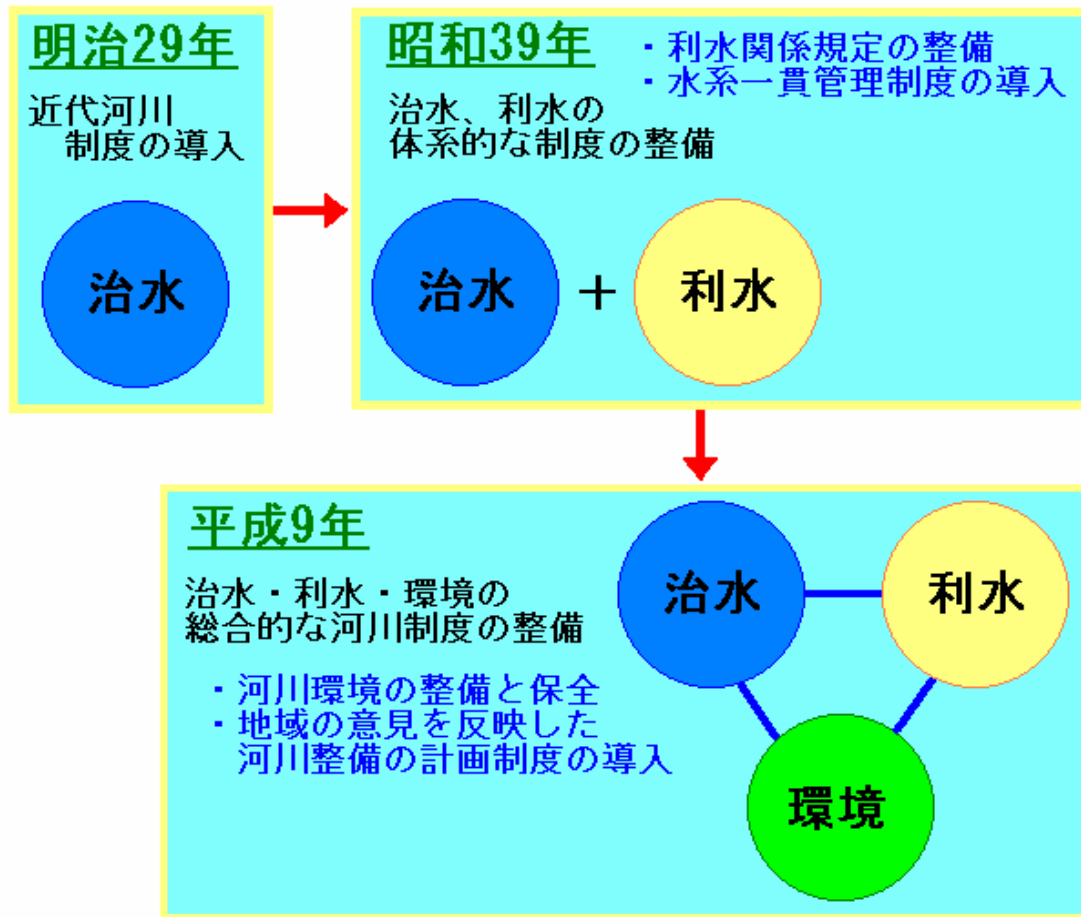 明治29年
近代河川
制度の導入
治水
昭和39年
・利水関係規定の整備
・水系一貫管理制度の導入
治水、利水の
体系的な制度の整備
治水
+
利水
平成9年
治水・利水・環境の
総合的な河川制度の整備
・河川環境の整備と保全
・地域の意見を反映した
河川整備の計画制度の導入
治水
利水
環境